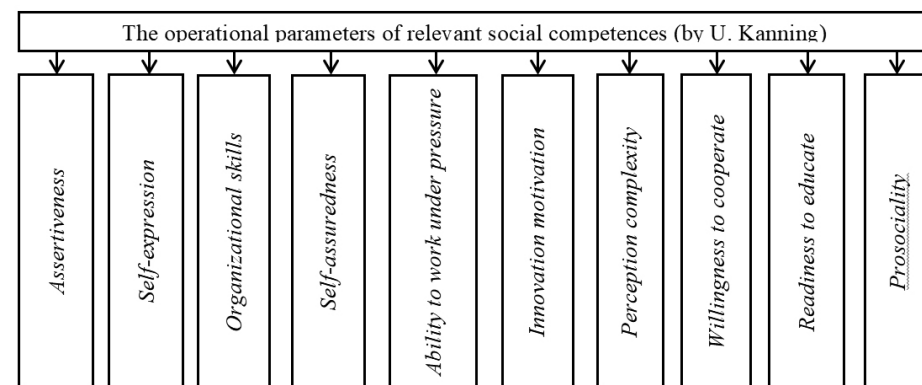 The operational parameters of relevant social competences (by U. Kanning)
Assertiveness
Self-expression
Organizational skills
Self-assuredness
Ability to work under pressure
Innovation motivation
Perception complexity
Willingness to cooperate
Readiness to educate
Prosociality